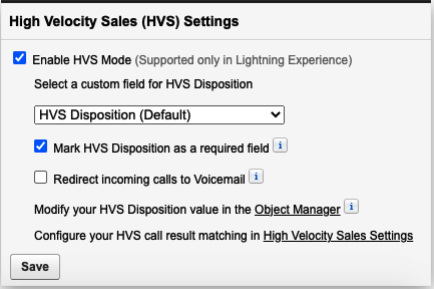 High Velocity Sales (HVS) Settings
Enable HVS Mode (Supported only in Lightning Experience)
Select a custom field for HVS Disposition
HVS Disposition (Default)
Mark HVS Disposition as a required field i
Redirect incoming calls to Voicemail i
Modify your HVS Disposition value in the Object Manager i
Configure your HVS call result matching in High Velocity Sales Settings
Save